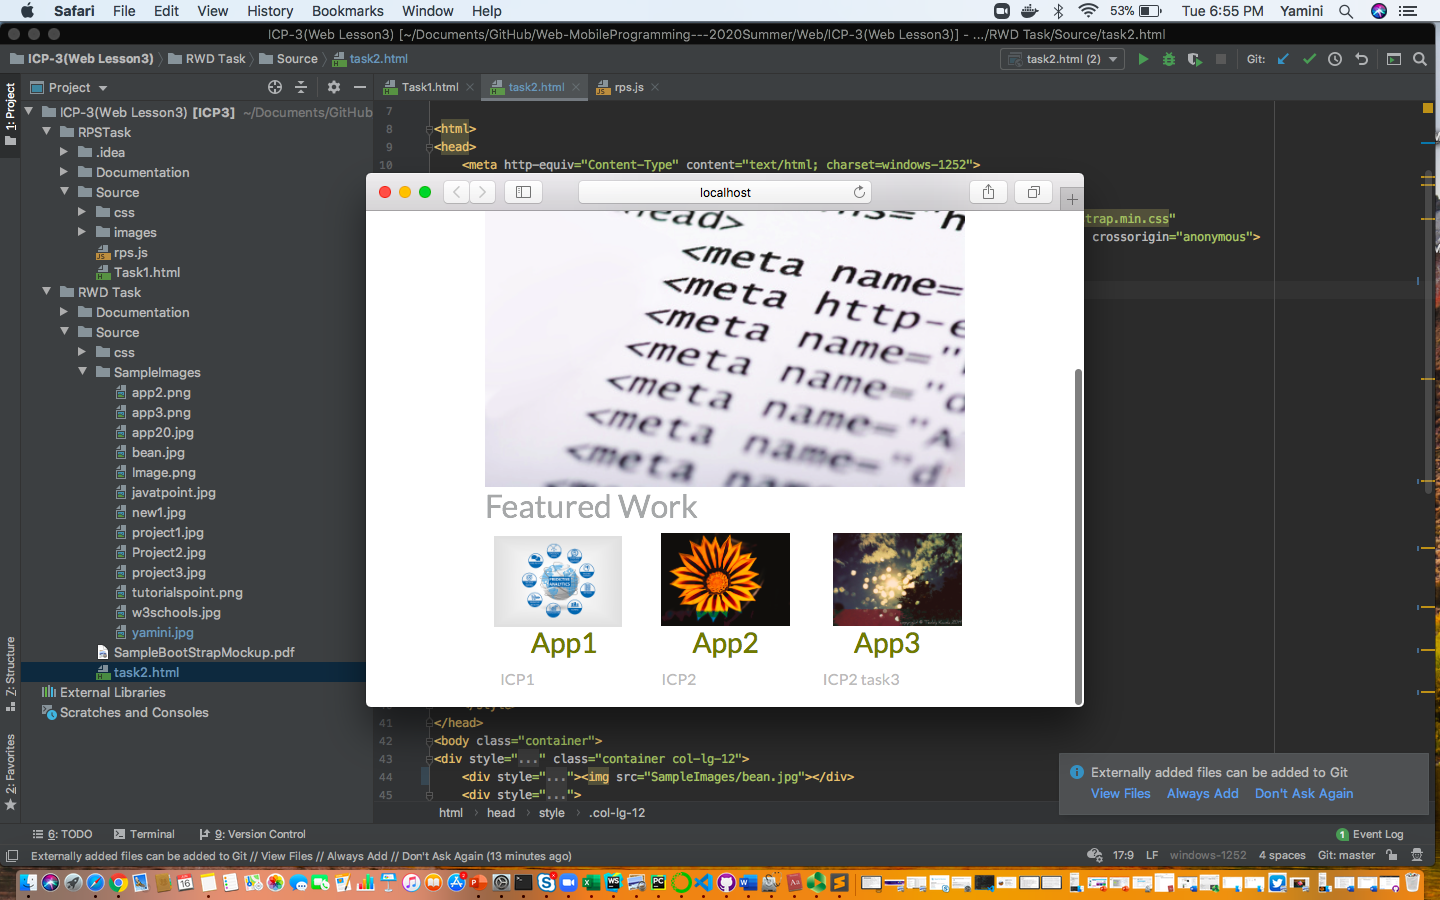 Safari File Edit View History Bookmarks Window Help 53% Tue 6:55 PM Yamini
ICP-3(Web Lesson3) [~/Documents/GitHub/Web-MobileProgramming---2020Summer/Web/ICP-3(Web Lesson3)] - .../RWD Task/Source/task2.html
ICP-3(Web Lesson3) RWD Task Source task2.html task2.html (2) Git:
1: Project
Project
Task1.html task2.html rps.js
ICP-3(Web Lesson3) [ICP3] ~/Documents/GitHub
RPSTask
.idea
Documentation
Source
css
images
rps.js
Task1.html
RWD Task
Documentation
Source
css
SampleImages
app2.png
app3.png
app20.jpg
bean.jpg
Image.png
javatpoint.jpg
new1.jpg
project1.jpg
Project2.jpg
project3.jpg
tutorialspoint.png
w3schools.jpg
yamini.jpg
SampleBootStrapMockup.pdf
task2.html
External Libraries
Scratches and Consoles
Z: Structure
2: Favorites
7
8 <html>
9 <head>
10 <meta http-equiv="Content-Type" content="text/html; charset=windows-1252">
trap.min.css"
crossorigin="anonymous">
localhost
head>
<meta name=
<meta http-e
<meta name="
<meta name="
<meta name="d
<meta name="A
<meta name="d
Featured Work
PREDICTIVE ANALYTICS
App1 App2 App3
ICP1 ICP2 ICP2 task3
41 </head>
42 <body class="container">
43 <div style="..." class="container col-lg-12">
44 <div style="..."><img src="SampleImages/bean.jpg"></div>
45 <div style="...">
html head style .col-lg-12
Externally added files can be added to Git
View Files Always Add Don't Ask Again
6: TODO Terminal 9: Version Control 1 Event Log
Externally added files can be added to Git // View Files // Always Add // Don't Ask Again (13 minutes ago) 17:9 LF windows-1252 4 spaces Git: master